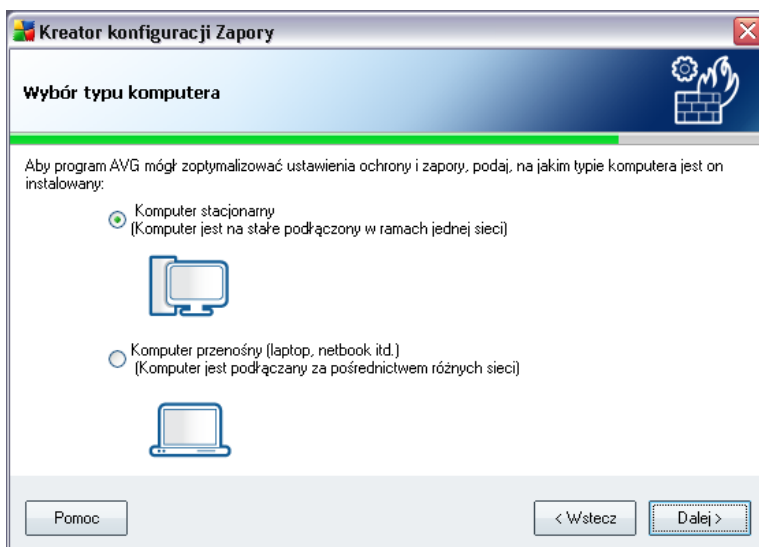 Kreator konfiguracji Zapory
Wybór typu komputera
Aby program AVG mógł zoptymalizować ustawienia ochrony i zapory, podaj, na jakim typie komputera jest on
instalowany:
Komputer stacjonarny
(Komputer jest na stałe podłączony w ramach jednej sieci)
Komputer przenośny (laptop, netbook itd.)
(Komputer jest podłączany za pośrednictwem różnych sieci)
Pomoc
< Wstecz
Dalej >